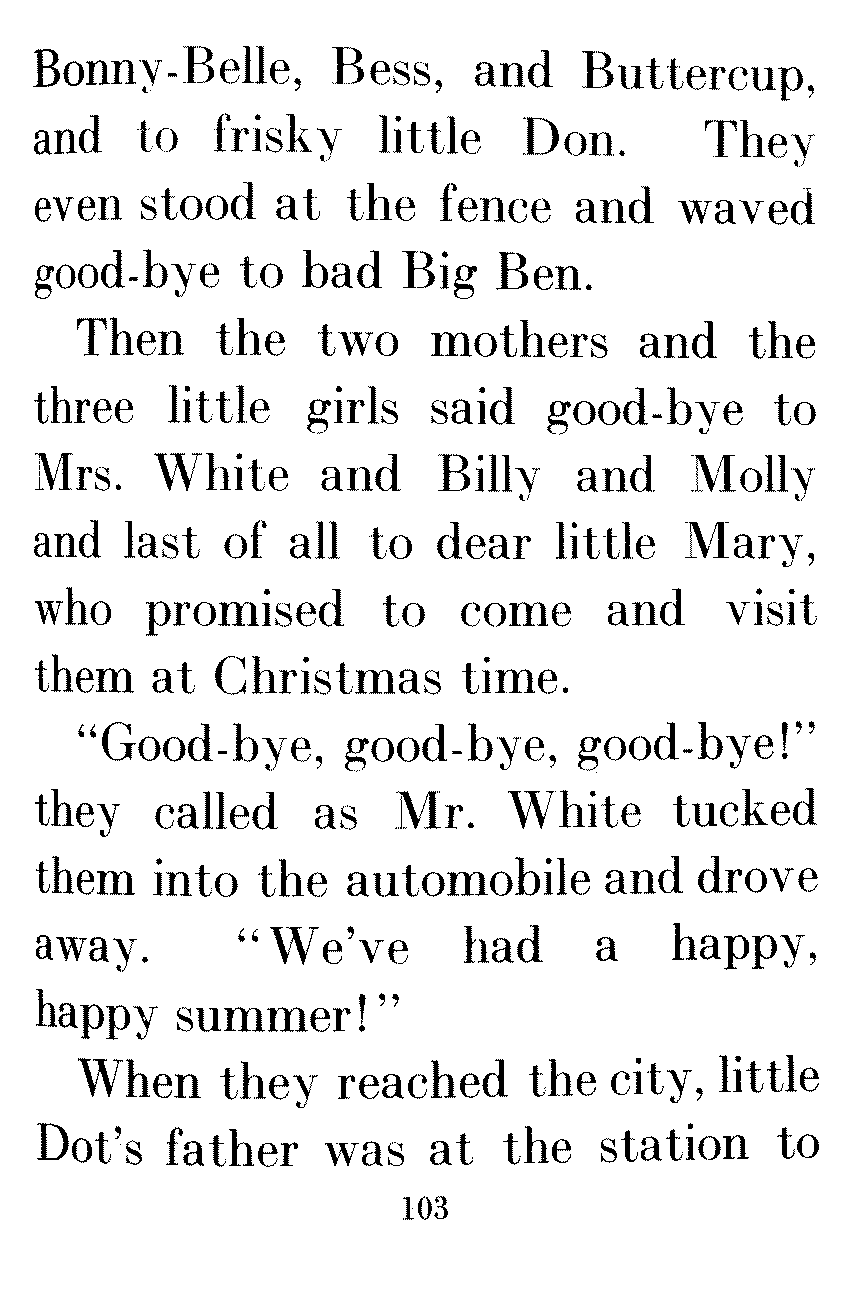 Bonny-Belle, Bess, and Buttercup,
and to frisky little Don. They
even stood at the fence and waved
good-bye to bad Big Ben.
Then the two mothers and the
three little girls said good-bye to
Mrs. White and Billy and Molly
and last of all to dear little Mary,
who promised to come and visit
them at Christmas time.
“Good-bye, good-bye, good-bye!”
they called as Mr. White tucked
them into the automobile and drove
away. “We’ve had a happy,
happy summer!”
When they reached the city, little
Dot’s father was at the station to
103